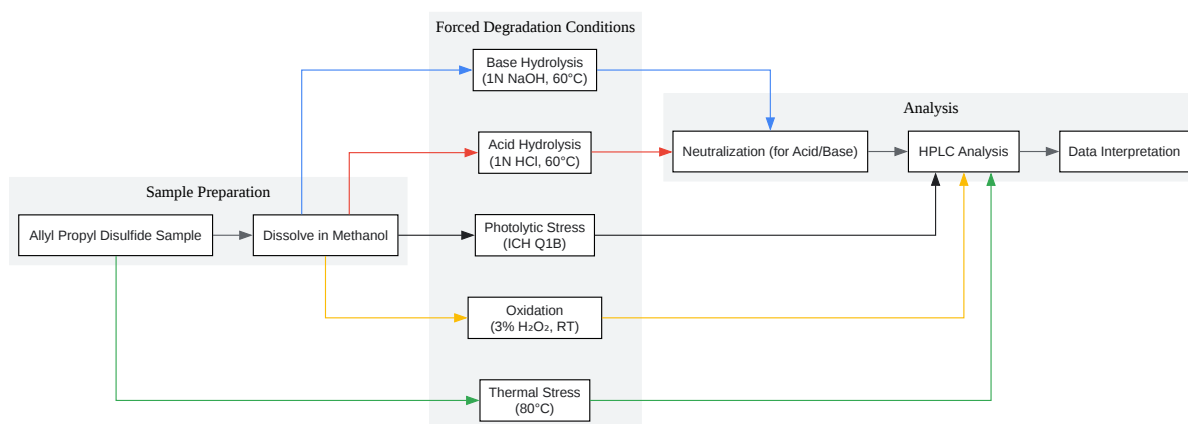 Forced Degradation Conditions
Base Hydrolysis
(1N NaOH, 60°C)
Analysis
Acid Hydrolysis
(1N HCl, 60°C)
Neutralization (for Acid/Base)
HPLC Analysis
Data Interpretation
Sample Preparation
Allyl Propyl Disulfide Sample
Dissolve in Methanol
Photolytic Stress
(ICH Q1B)
Oxidation
(3% H₂O₂, RT)
Thermal Stress
(80°C)